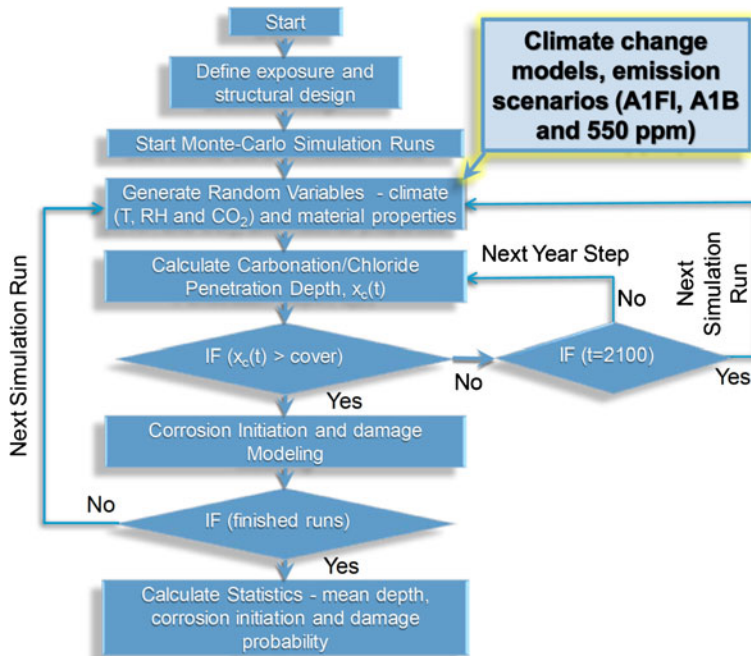 Start
Climate change
models, emission
scenarios (A1FI, A1B
and 550 ppm)
Define exposure and
structural design
Start Monte-Carlo Simulation Runs
Generate Random Variables - climate
(T, RH and CO₂) and material properties
Next Year Step
Calculate Carbonation/Chloride
Penetration Depth, x_c(t)
No
Next
Simulation
Run
IF (x_c(t) > cover)
No
IF (t=2100)
Yes
Yes
Next Simulation Run
Corrosion Initiation and damage
Modeling
No
IF (finished runs)
Yes
Calculate Statistics - mean depth,
corrosion initiation and damage
probability